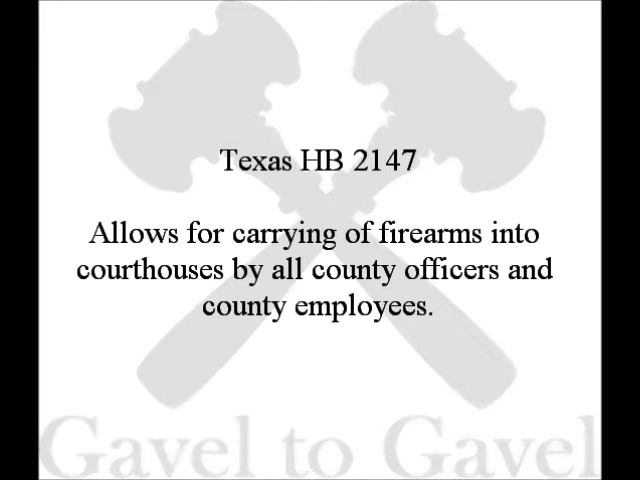 Texas HB 2147
Allows for carrying of firearms into
courthouses by all county officers and
county employees.
Gavel to Gavel